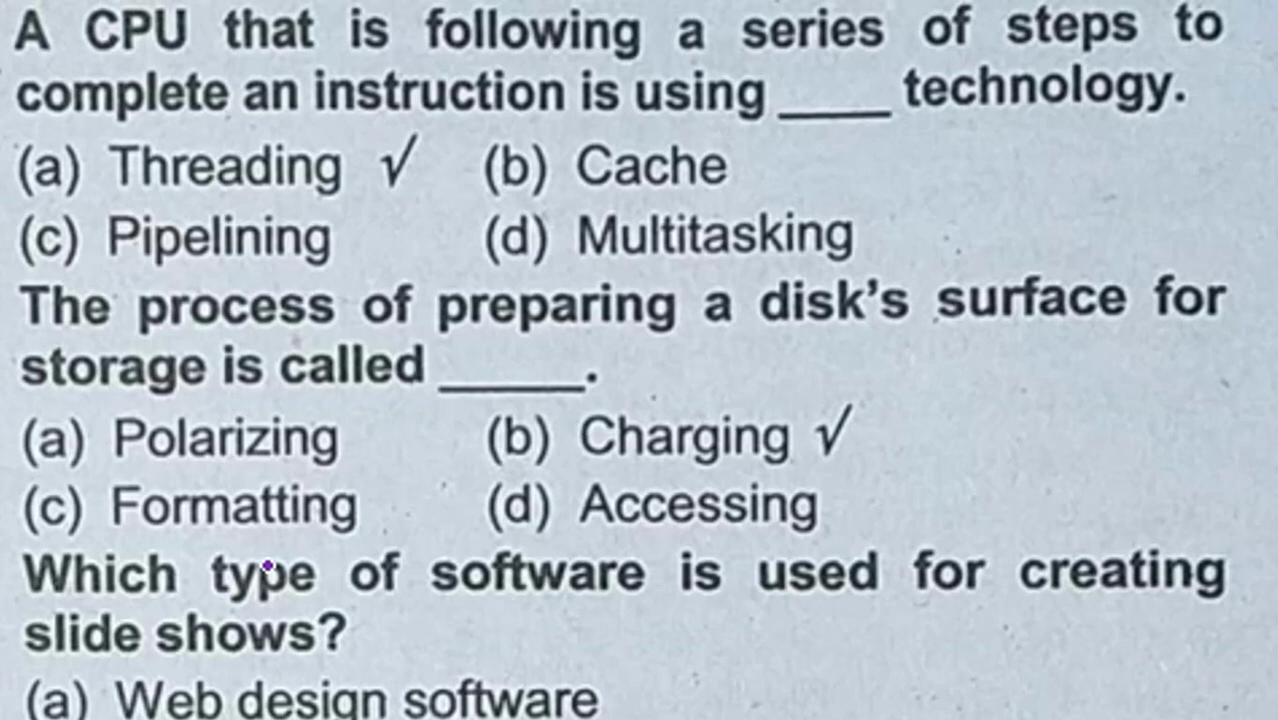 A CPU that is following a series of steps to
complete an instruction is using ____ technology.
(a) Threading √ (b) Cache
(c) Pipelining (d) Multitasking
The process of preparing a disk's surface for
storage is called _____.
(a) Polarizing (b) Charging √
(c) Formatting (d) Accessing
Which type of software is used for creating
slide shows?
(a) Web design software